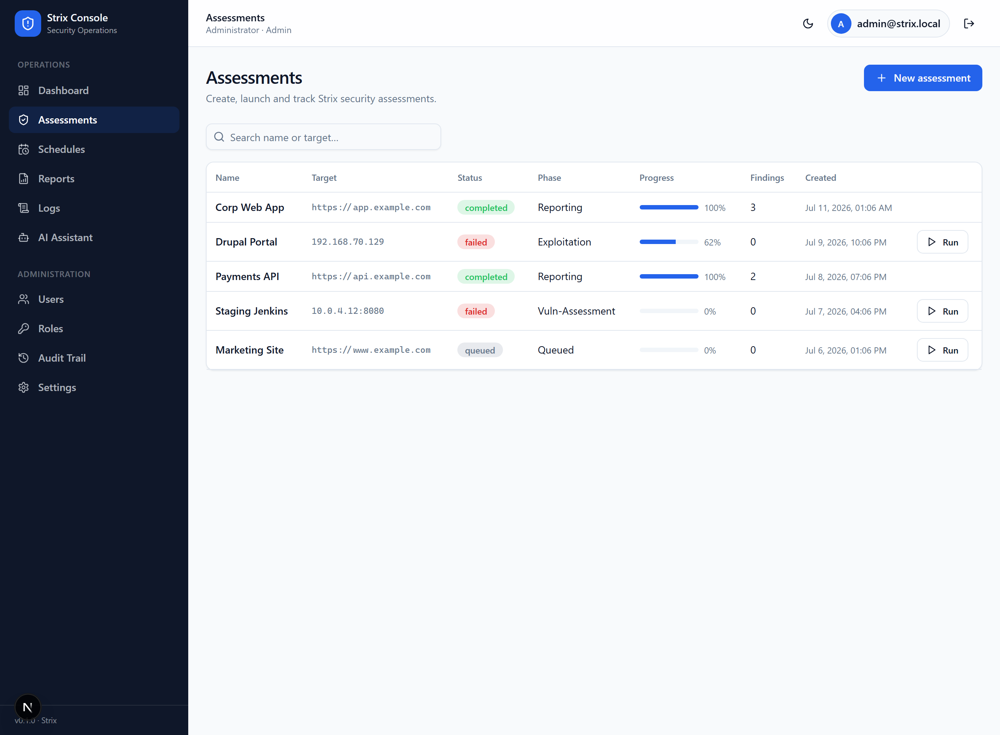 Strix Console
Security Operations
OPERATIONS
Dashboard
Assessments
Schedules
Reports
Logs
AI Assistant
ADMINISTRATION
Users
Roles
Audit Trail
Settings
N
v0.1.0 · Strix
Assessments
Administrator · Admin
A admin@strix.local
Assessments
Create, launch and track Strix security assessments.
New assessment
Search name or target...
Name Target Status Phase Progress Findings Created
Corp Web App https://app.example.com completed Reporting 100% 3 Jul 11, 2026, 01:06 AM
Drupal Portal 192.168.70.129 failed Exploitation 62% 0 Jul 9, 2026, 10:06 PM Run
Payments API https://api.example.com completed Reporting 100% 2 Jul 8, 2026, 07:06 PM
Staging Jenkins 10.0.4.12:8080 failed Vuln-Assessment 0% 0 Jul 7, 2026, 04:06 PM Run
Marketing Site https://www.example.com queued Queued 0% 0 Jul 6, 2026, 01:06 PM Run